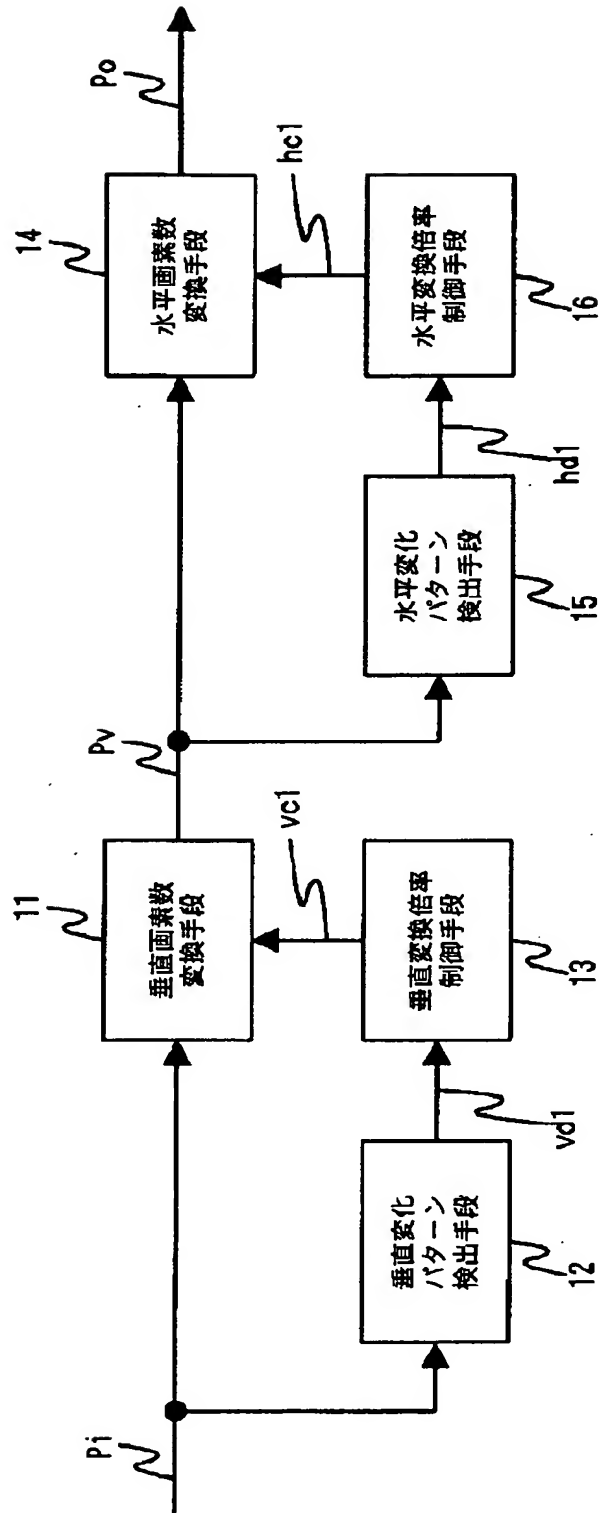 Pi
11
垂直画素数
変換手段
Pv
14
水平画素数
変換手段
Po
vc1
hc1
垂直変化
パターン
検出手段
12
vd1
垂直変換倍率
制御手段
13
水平変化
パターン
検出手段
15
hd1
水平変換倍率
制御手段
16